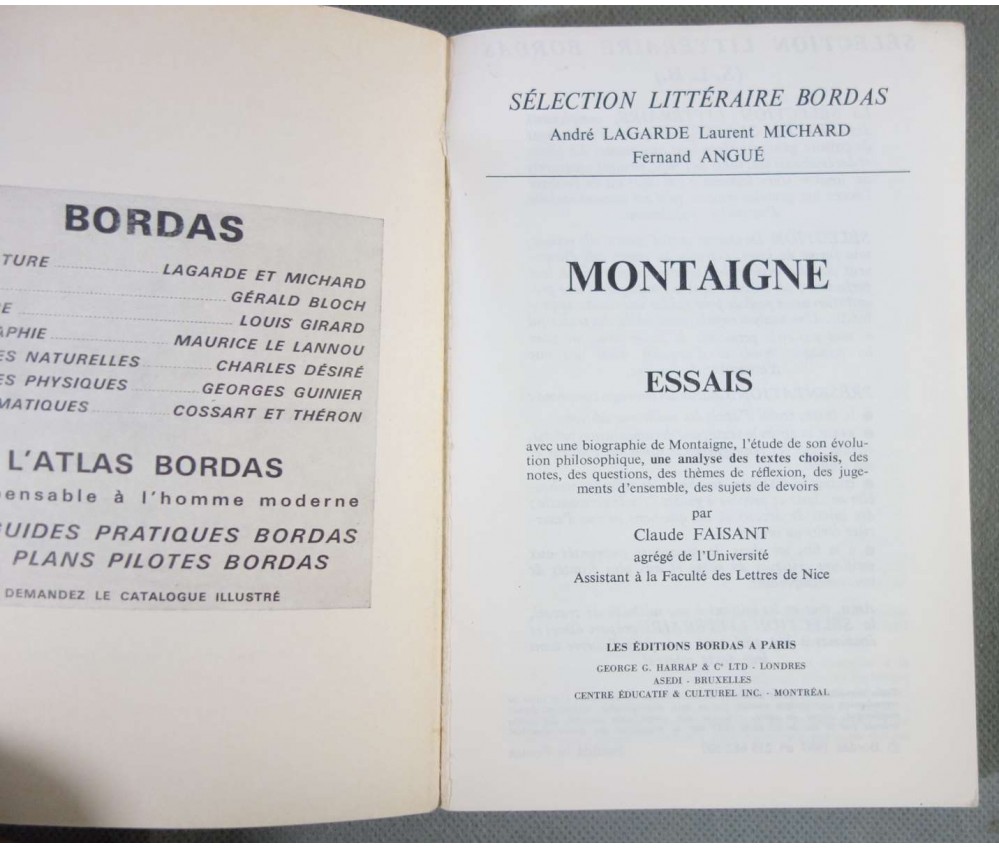 BORDAS
TURE LAGARDE ET MICHARD
GÉRALD BLOCH
LOUIS GIRARD
APHIE MAURICE LE LANNOU
ES NATURELLES CHARLES DÉSIRÉ
ES PHYSIQUES GEORGES GUINIER
MATIQUES COSSART ET THÉRON
L'ATLAS BORDAS
pensable à l'homme moderne
GUIDES PRATIQUES BORDAS
PLANS PILOTES BORDAS
DEMANDEZ LE CATALOGUE ILLUSTRÉ
SÉLECTION LITTÉRAIRE BORDAS
André LAGARDE Laurent MICHARD
Fernand ANGUÉ
MONTAIGNE
ESSAIS
avec une biographie de Montaigne, l'étude de son évolu-
tion philosophique, une analyse des textes choisis, des
notes, des questions, des thèmes de réflexion, des juge-
ments d'ensemble, des sujets de devoirs
par
Claude FAISANT
agrégé de l'Université
Assistant à la Faculté des Lettres de Nice
LES ÉDITIONS BORDAS A PARIS
GEORGE G. HARRAP & Cº LTD - LONDRES
ASEDI - BRUXELLES
CENTRE ÉDUCATIF & CULTUREL INC. - MONTRÉAL